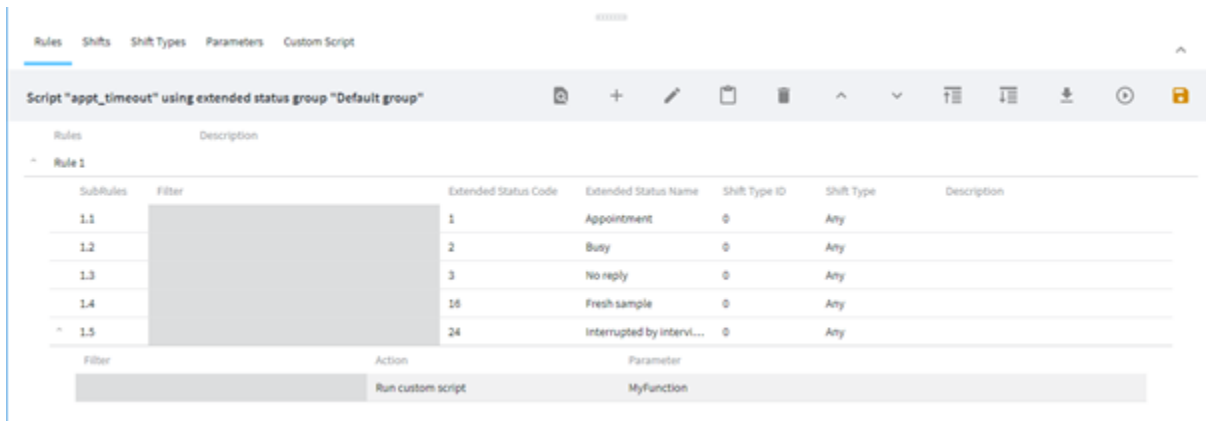 Rules Shifts Shift Types Parameters Custom Script
Script "appt_timeout" using extended status group "Default group"
Rules Description
Rule 1
SubRules Filter Extended Status Code Extended Status Name Shift Type ID Shift Type Description
1.1 1 Appointment 0 Any
1.2 2 Busy 0 Any
1.3 3 No reply 0 Any
1.4 16 Fresh sample 0 Any
1.5 24 Interrupted by intervi... 0 Any
Filter Action Parameter
Run custom script MyFunction